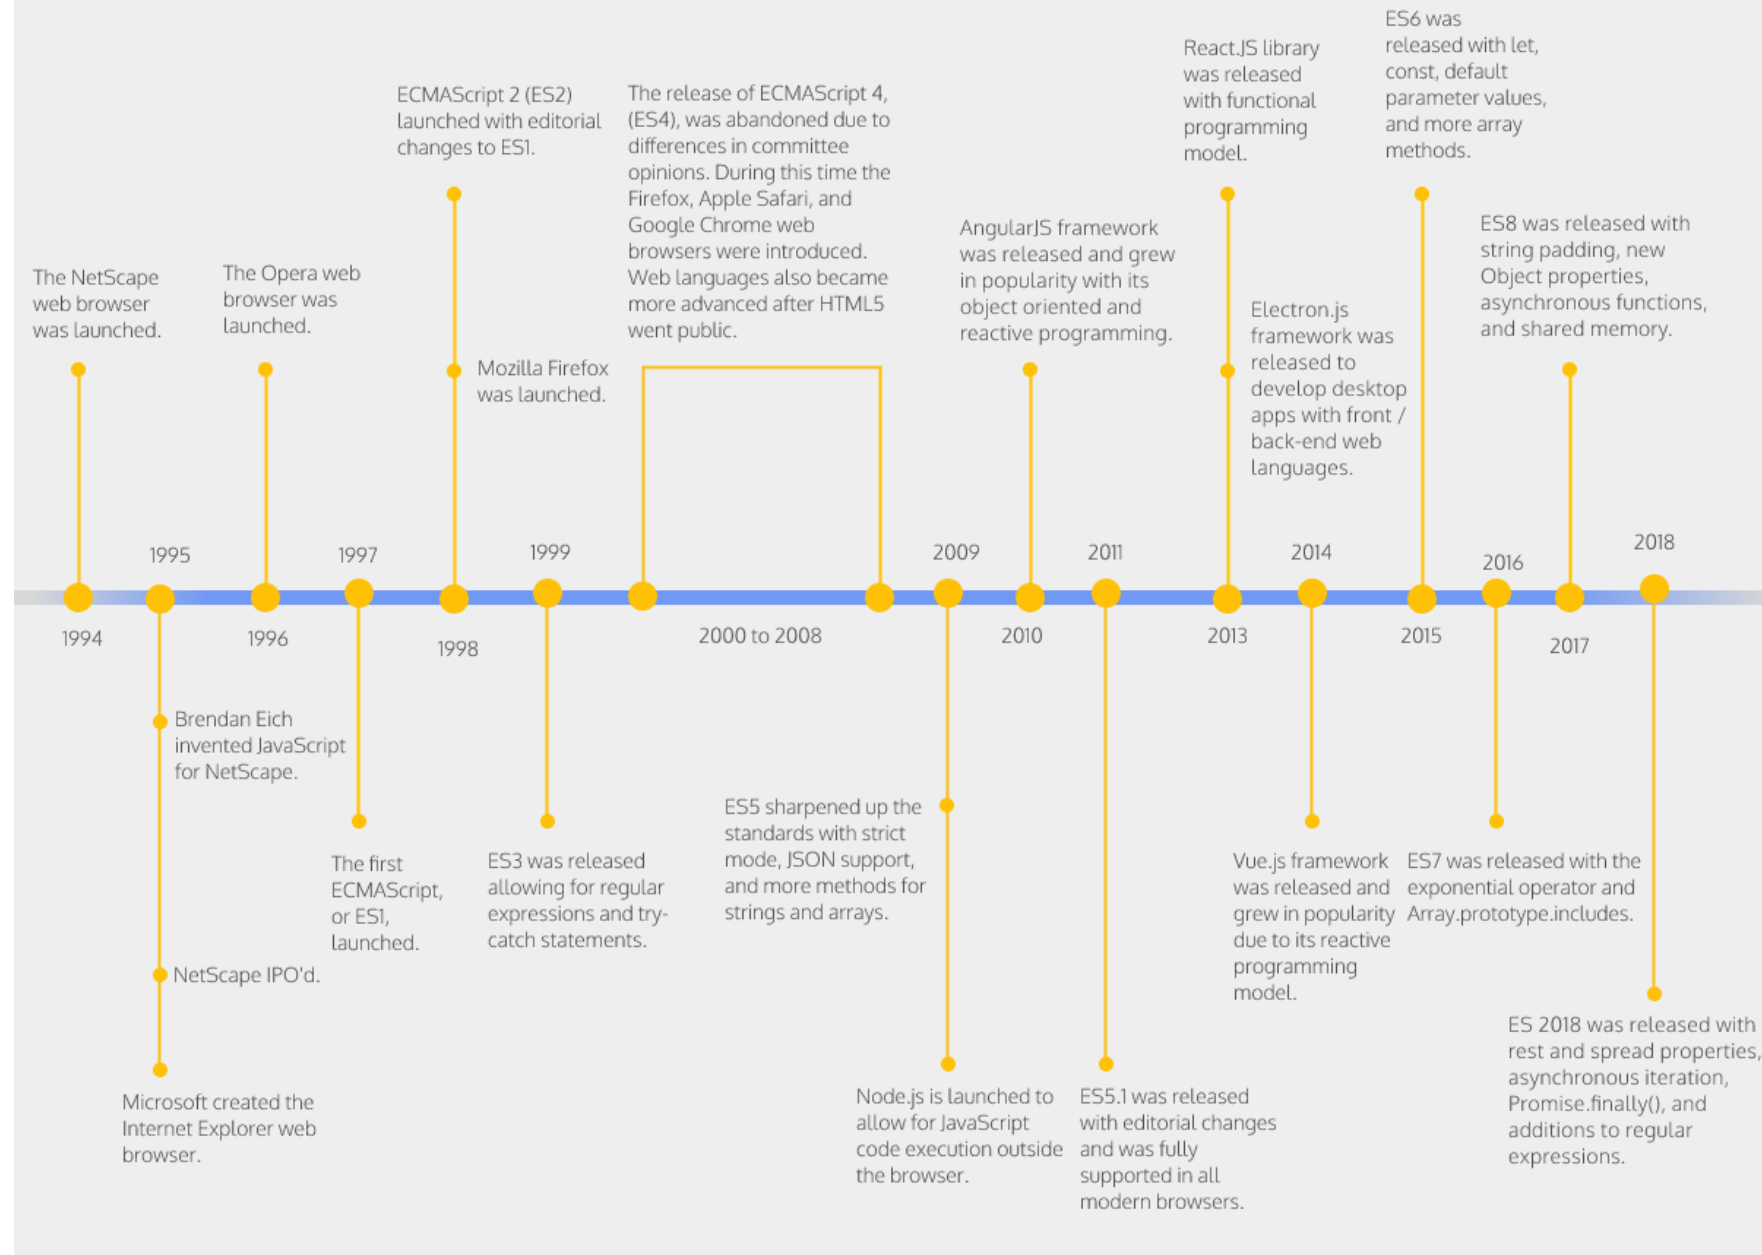 The NetScape
web browser
was launched.
The Opera web
browser was
launched.
ECMAScript 2 (ES2)
launched with editorial
changes to ES1.
Mozilla Firefox
was launched.
The release of ECMAScript 4,
(ES4), was abandoned due to
differences in committee
opinions. During this time the
Firefox, Apple Safari, and
Google Chrome web
browsers were introduced.
Web languages also became
more advanced after HTML5
went public.
AngularJS framework
was released and grew
in popularity with its
object oriented and
reactive programming.
React.JS library
was released
with functional
programming
model.
Electron.js
framework was
released to
develop desktop
apps with front /
back-end web
languages.
ES6 was
released with let,
const, default
parameter values,
and more array
methods.
ES8 was released with
string padding, new
Object properties,
asynchronous functions,
and shared memory.
1995
1997
1999
2009
2011
2014
2016
2018
1994
1996
1998
2000 to 2008
2010
2013
2015
2017
Brendan Eich
invented JavaScript
for NetScape.
NetScape IPO'd.
Microsoft created the
Internet Explorer web
browser.
The first
ECMAScript,
or ES1,
launched.
ES3 was released
allowing for regular
expressions and try-
catch statements.
ES5 sharpened up the
standards with strict
mode, JSON support,
and more methods for
strings and arrays.
Node.js is launched to
allow for JavaScript
code execution outside
the browser.
ES5.1 was released
with editorial changes
and was fully
supported in all
modern browsers.
Vue.js framework
was released and
grew in popularity
due to its reactive
programming
model.
ES7 was released with the
exponential operator and
Array.prototype.includes.
ES 2018 was released with
rest and spread properties,
asynchronous iteration,
Promise.finally(), and
additions to regular
expressions.